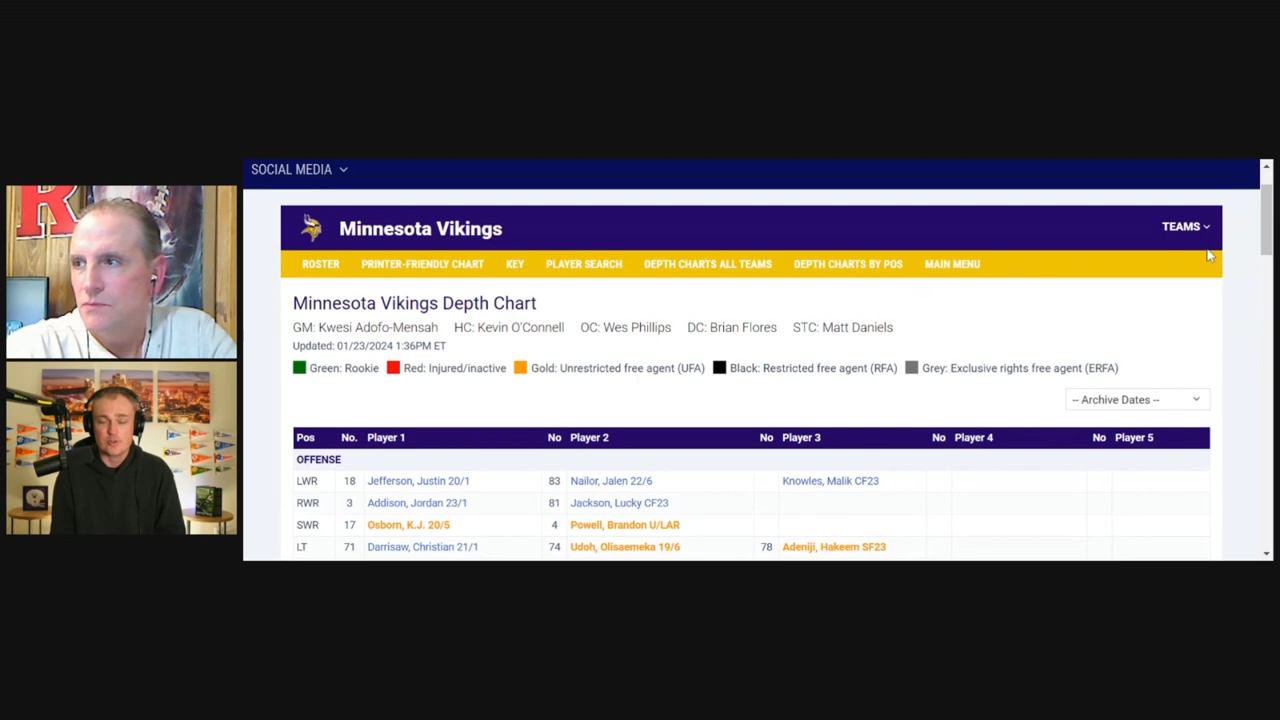 SOCIAL MEDIA
R
Minnesota Vikings
TEAMS
ROSTER PRINTER-FRIENDLY CHART KEY PLAYER SEARCH DEPTH CHARTS ALL TEAMS DEPTH CHARTS BY POS MAIN MENU
Minnesota Vikings Depth Chart
GM: Kwesi Adofo-Mensah HC: Kevin O'Connell OC: Wes Phillips DC: Brian Flores STC: Matt Daniels
Updated: 01/23/2024 1:36PM ET
Green: Rookie Red: Injured/inactive Gold: Unrestricted free agent (UFA) Black: Restricted free agent (RFA) Grey: Exclusive rights free agent (ERFA)
-- Archive Dates --
Pos No. Player 1 No Player 2 No Player 3 No Player 4 No Player 5
OFFENSE
LWR 18 Jefferson, Justin 20/1 83 Nailor, Jalen 22/6 Knowles, Malik CF23
RWR 3 Addison, Jordan 23/1 81 Jackson, Lucky CF23
SWR 17 Osborn, K.J. 20/5 4 Powell, Brandon U/LAR
LT 71 Darrisaw, Christian 21/1 74 Udoh, Olisaemeka 19/6 78 Adeniji, Hakeem SF23